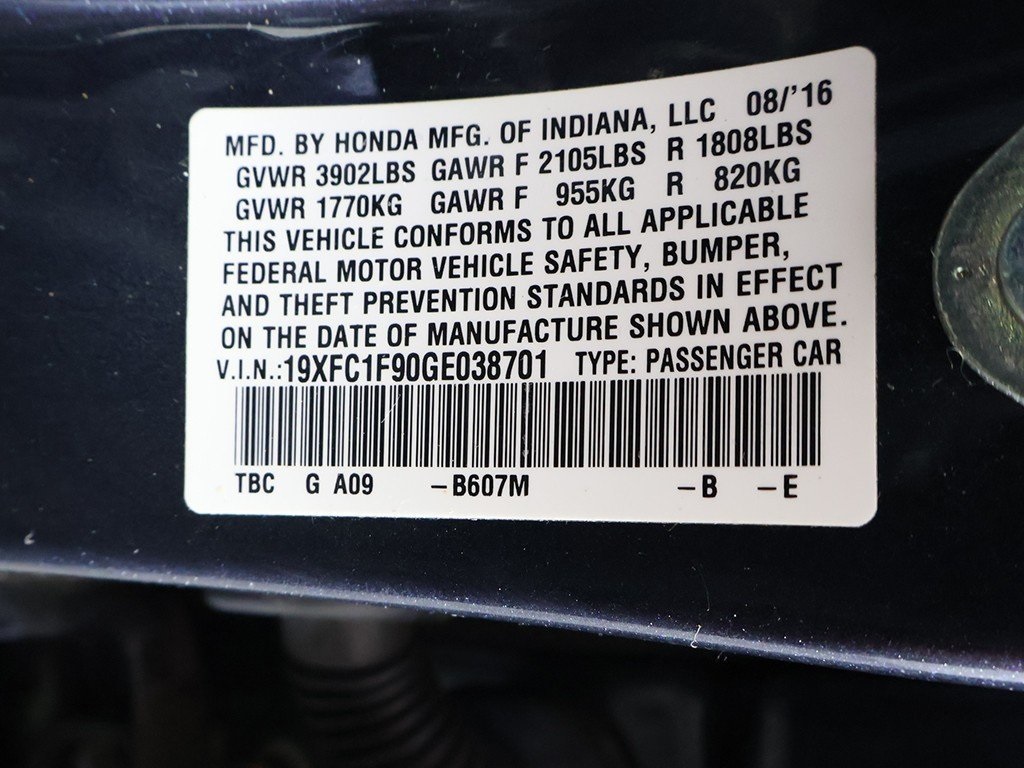 MFD. BY HONDA MFG. OF INDIANA, LLC 08/'16
GVWR 3902LBS GAWR F 2105LBS R 1808LBS
GVWR 1770KG GAWR F 955KG R 820KG
THIS VEHICLE CONFORMS TO ALL APPLICABLE
FEDERAL MOTOR VEHICLE SAFETY, BUMPER,
AND THEFT PREVENTION STANDARDS IN EFFECT
ON THE DATE OF MANUFACTURE SHOWN ABOVE.
V.I.N.:19XFC1F90GE038701 TYPE: PASSENGER CAR
TBC G A09 –B607M –B –E